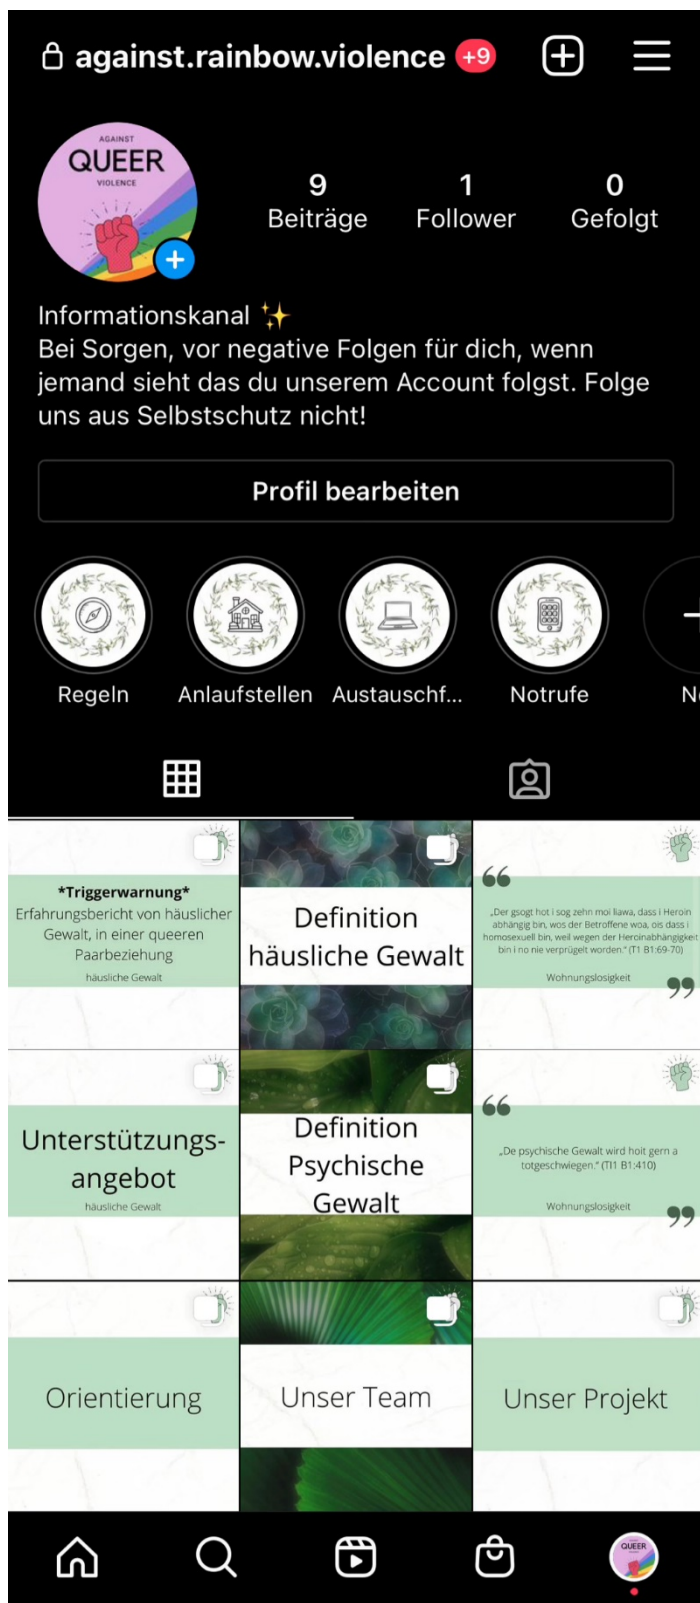 against.rainbow.violence +9
AGAINST
QUEER
VIOLENCE
9 1 0
Beiträge Follower Gefolgt
Informationskanal ✨
Bei Sorgen, vor negative Folgen für dich, wenn
jemand sieht das du unserem Account folgst. Folge
uns aus Selbstschutz nicht!
Profil bearbeiten
Regeln Anlaufstellen Austauschf... Notrufe Ne
*Triggerwarnung*
Erfahrungsbericht von häuslicher
Gewalt, in einer queeren
Paarbeziehung
häusliche Gewalt
Definition
häusliche Gewalt
“
„Der gsogt hot i sog zehn moi liawa, dass i Heroin
abhängig bin, wos der Betroffene woa, ois dass i
homosexuell bin, weil wegen der Heroinabhängigkeit
bin i no nie verprügelt worden.“ (T1 B1:69-70)
Wohnungslosigkeit
”
Unterstützungs-
angebot
häusliche Gewalt
Definition
Psychische
Gewalt
“
„De psychische Gewalt wird hoit gern a
totgeschwiegen.“ (TI1 B1:410)
Wohnungslosigkeit
”
Orientierung
Unser Team
Unser Projekt
QUEER